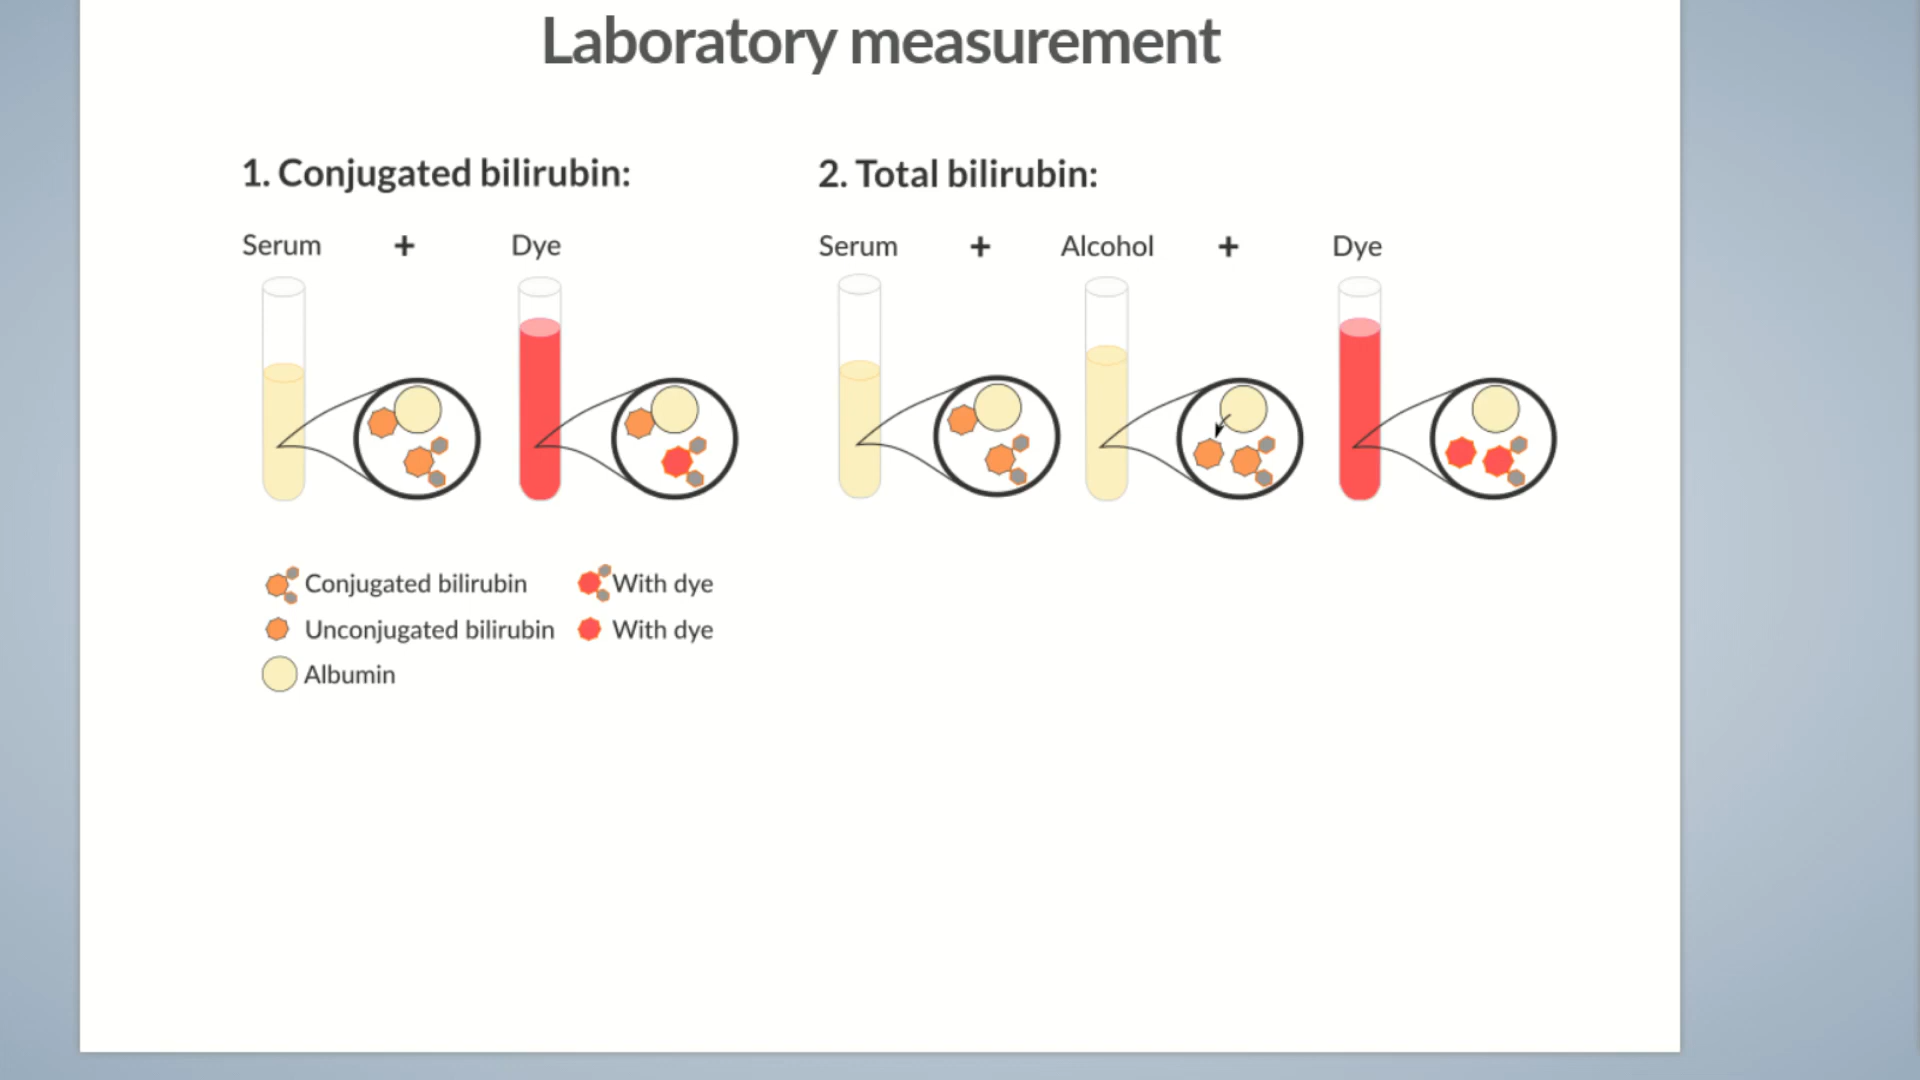 Laboratory measurement
1. Conjugated bilirubin:
Serum + Dye
2. Total bilirubin:
Serum + Alcohol + Dye
Conjugated bilirubin With dye
Unconjugated bilirubin With dye
Albumin